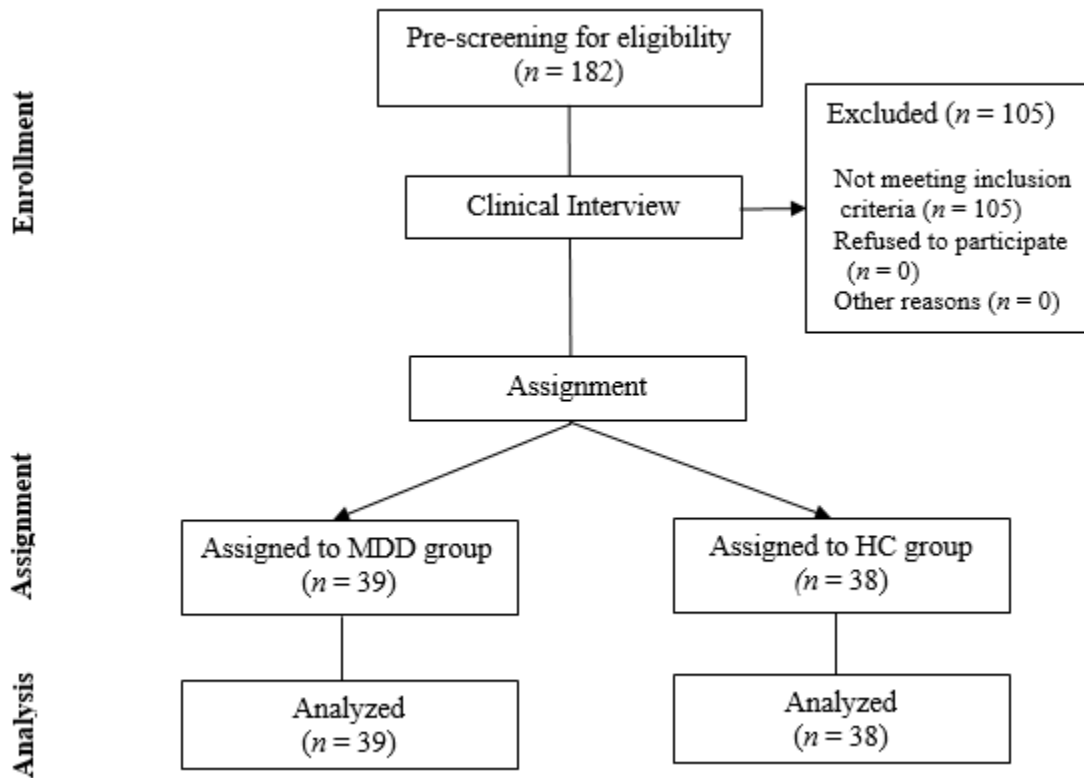 Enrollment
Pre-screening for eligibility
(n = 182)
Clinical Interview
Excluded (n = 105)
Not meeting inclusion
criteria (n = 105)
Refused to participate
(n = 0)
Other reasons (n = 0)
Assignment
Assignment
Assigned to MDD group
(n = 39)
Assigned to HC group
(n = 38)
Analysis
Analyzed
(n = 39)
Analyzed
(n = 38)